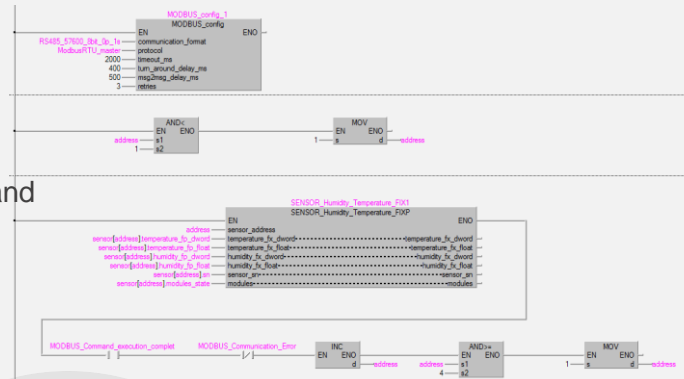 MODBUS_config_1
MODBUS_config
EN ENO
RS485_57600_8bit_0p_1s communication_format
ModbusRTU_master protocol
2000 timeout_ms
400 turn_around_delay_ms
500 msg2msg_delay_ms
3 retries
AND< MOV
EN ENO EN ENO
address s1 1 s d address
1 s2
and
SENSOR_Humidity_Temperature_FIX1
SENSOR_Humidity_Temperature_FIXP
EN ENO
address sensor_address
sensor[address].temperature_fp_dword temperature_fx_dword temperature_fx_dword
sensor[address].temperature_fp_float temperature_fx_float temperature_fx_float
sensor[address].humidity_fp_dword humidity_fx_dword humidity_fx_dword
sensor[address].humidity_fp_float humidity_fx_float humidity_fx_float
sensor[address].sn sensor_sn sensor_sn
sensor[address].modules_state modules modules
MODBUS_Command_execution_complet MODBUS_Communication_Error INC AND>= MOV
EN ENO EN ENO EN ENO
d address address s1 1 s d address
4 s2